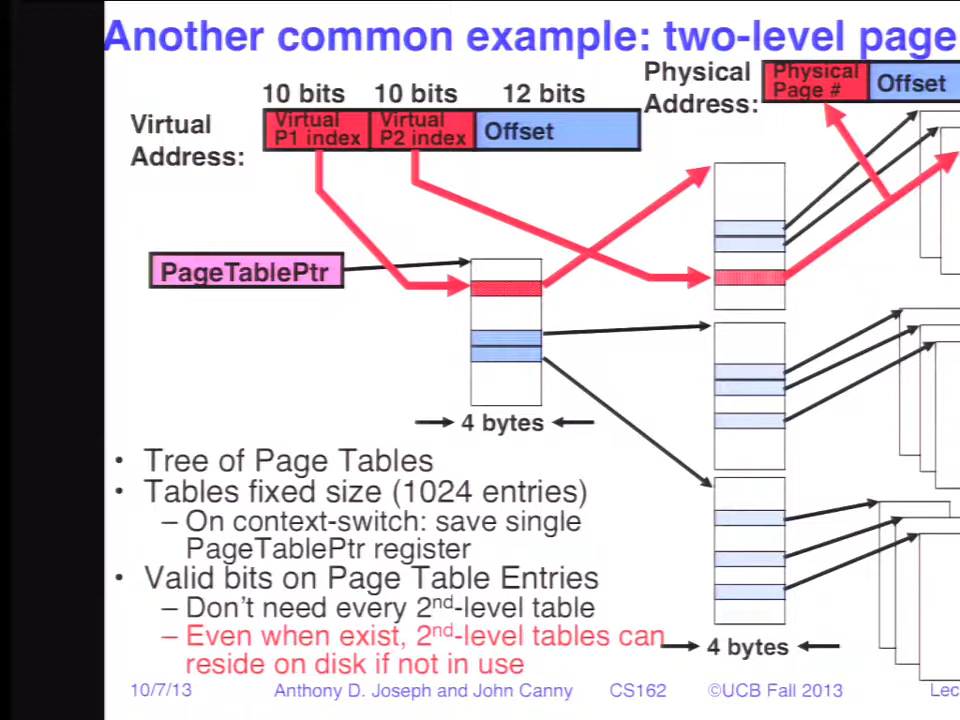 Another common example: two-level page
Physical
Address:
Physical
Page #
Offset
10 bits 10 bits 12 bits
Virtual
Address:
Virtual
P1 index
Virtual
P2 index
Offset
PageTablePtr
4 bytes
• Tree of Page Tables
• Tables fixed size (1024 entries)
– On context-switch: save single
PageTablePtr register
• Valid bits on Page Table Entries
– Don't need every 2nd-level table
– Even when exist, 2nd-level tables can
reside on disk if not in use
4 bytes
10/7/13 Anthony D. Joseph and John Canny CS162 ©UCB Fall 2013 Lec